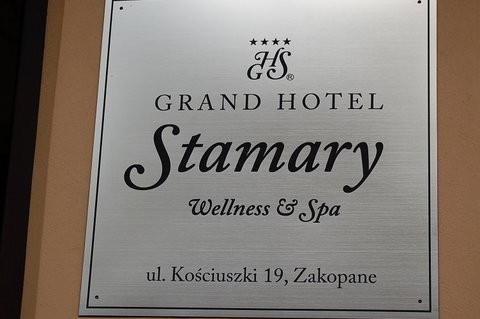 ★★★★
GHS®
GRAND HOTEL
Stamary
Wellness & Spa
ul. Kościuszki 19, Zakopane